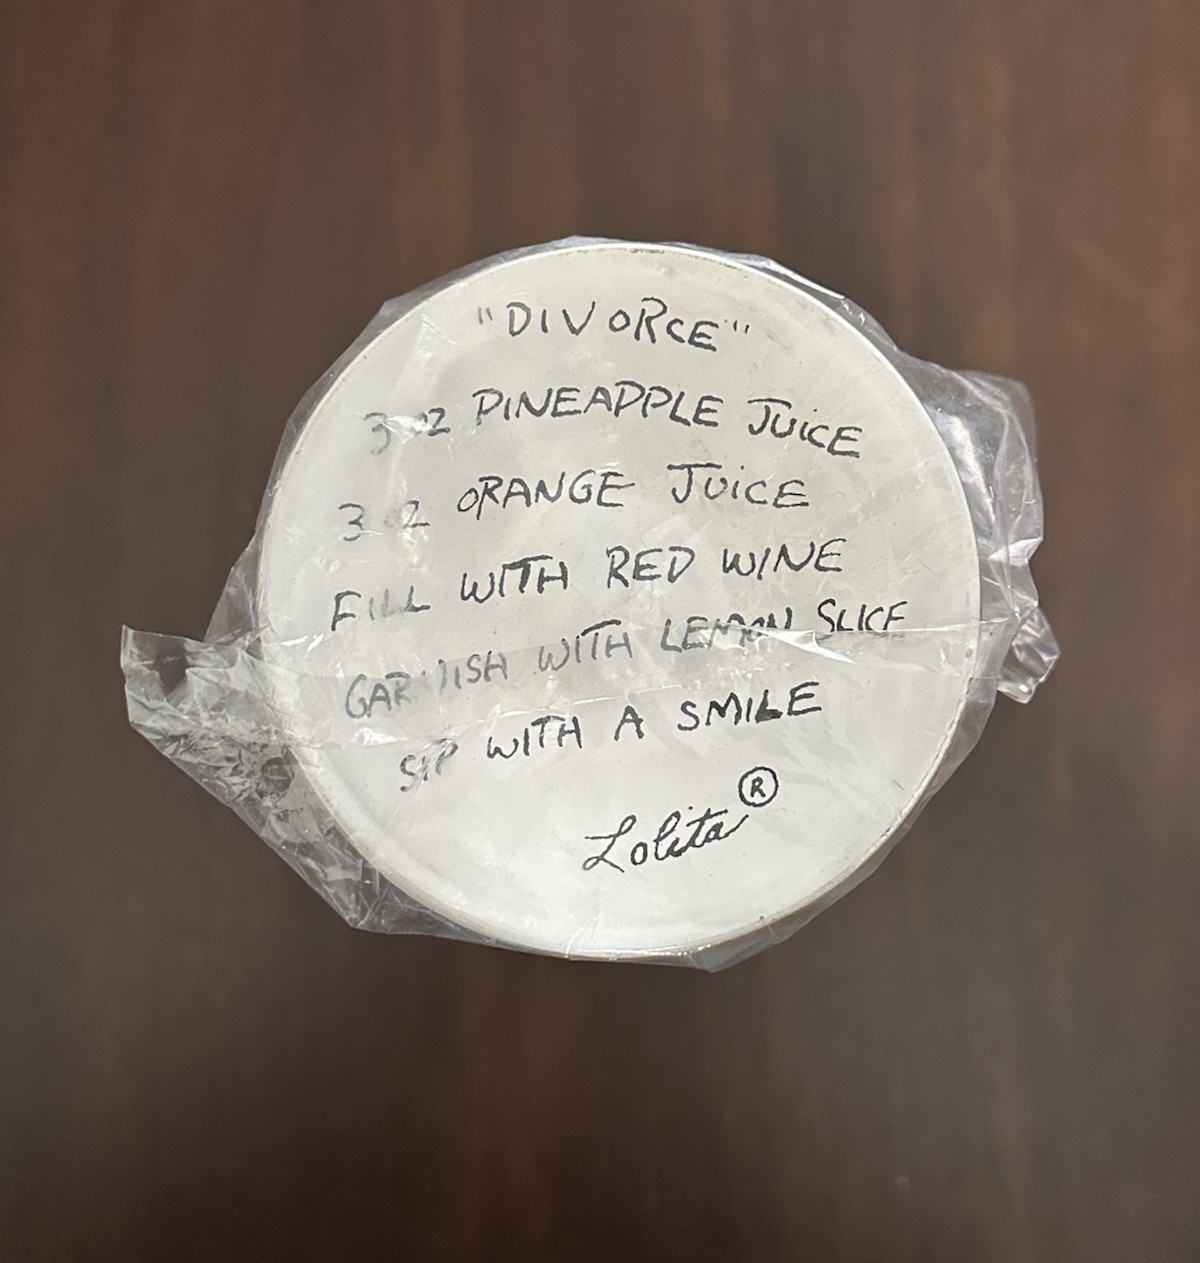 "DIVORCE"
3 oz PINEAPPLE JUICE
3 oz ORANGE JUICE
FILL WITH RED WINE
GARNISH WITH LEMON SLICE
SIP WITH A SMILE
Lolita®